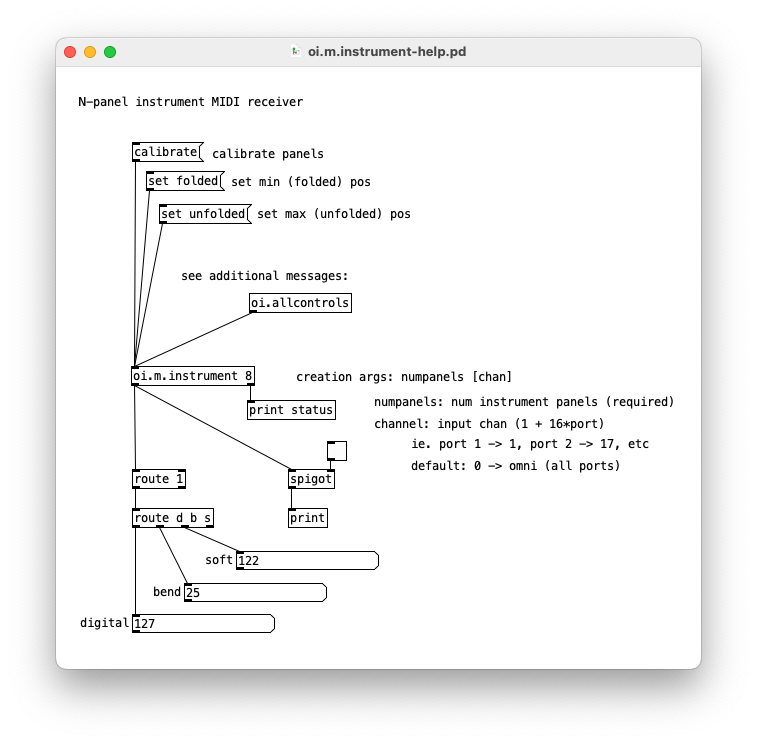 oi.m.instrument-help.pd
N-panel instrument MIDI receiver
calibrate calibrate panels
set folded set min (folded) pos
set unfolded set max (unfolded) pos
see additional messages:
oi.allcontrols
oi.m.instrument 8 creation args: numpanels [chan]
print status numpanels: num instrument panels (required)
channel: input chan (1 + 16*port)
ie. port 1 -> 1, port 2 -> 17, etc
default: 0 -> omni (all ports)
route 1 spigot
route d b s print
soft 122
bend 25
digital 127